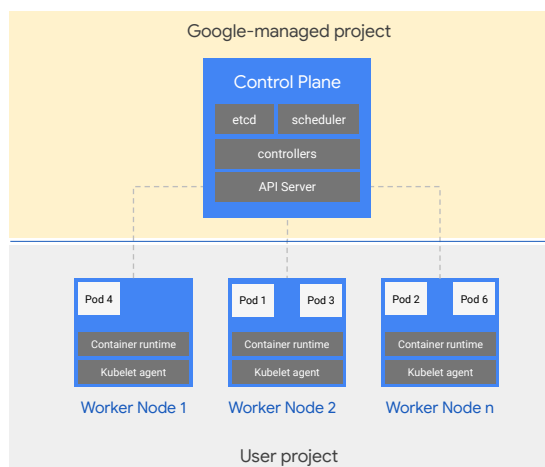 Google-managed project
Control Plane
etcd scheduler
controllers
API Server
Pod 4 Pod 1 Pod 3 Pod 2 Pod 6
Container runtime Container runtime Container runtime
Kubelet agent Kubelet agent Kubelet agent
Worker Node 1 Worker Node 2 Worker Node n
User project